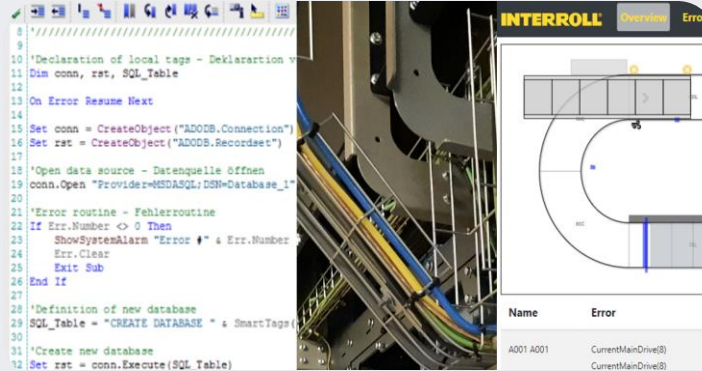 8 '////////////////////////////////////
9
10 'Declaration of local tags - Deklarartion v
11 Dim conn, rst, SQL_Table
12
13 On Error Resume Next
14
15 Set conn = CreateObject("ADODB.Connection")
16 Set rst = CreateObject("ADODB.Recordset")
17
18 'Open data source - Datenquelle öffnen
19 conn.Open "Provider=MSDASQL;DSN=Database_1"
20
21 'Error routine - Fehlerroutine
22 If Err.Number <> 0 Then
23 ShowSystemAlarm "Error #" & Err.Number
24 Err.Clear
25 Exit Sub
26 End If
27
28 'Definition of new database
29 SQL_Table = "CREATE DATABASE " & SmartTags(
30
31 'Create new database
32 Set rst = conn.Execute(SQL_Table)
INTERROLL Overview Erro
Name Error
A001 A001 CurrentMainDrive(8)
CurrentMainDrive(8)